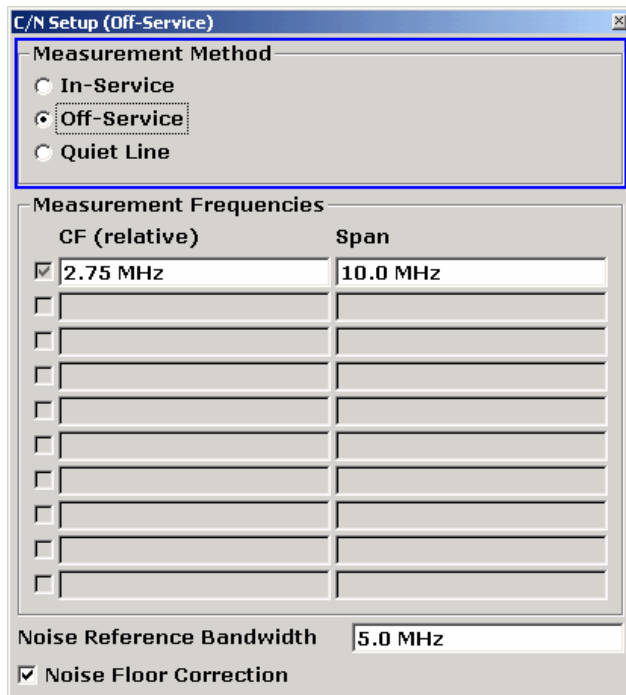 C/N Setup (Off-Service)
Measurement Method
In-Service
Off-Service
Quiet Line
Measurement Frequencies
CF (relative) Span
2.75 MHz 10.0 MHz
Noise Reference Bandwidth 5.0 MHz
Noise Floor Correction